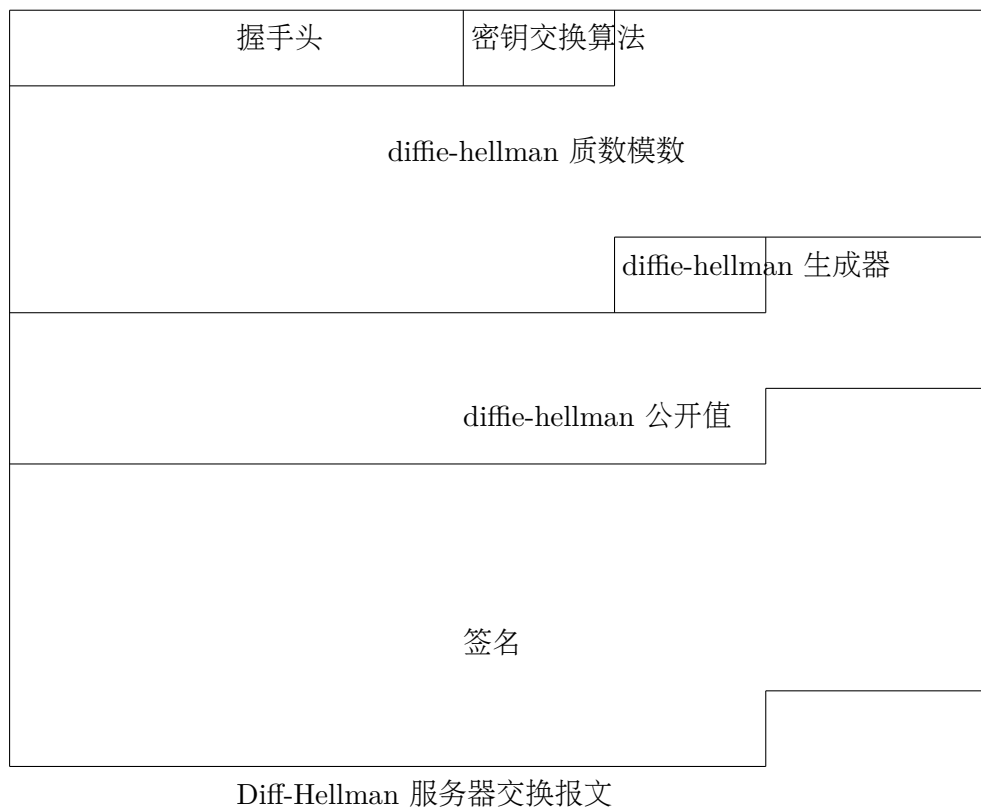 握手头
密钥交换算法
diffie-hellman 质数模数
diffie-hellman 生成器
diffie-hellman 公开值
签名
Diff-Hellman 服务器交换报文